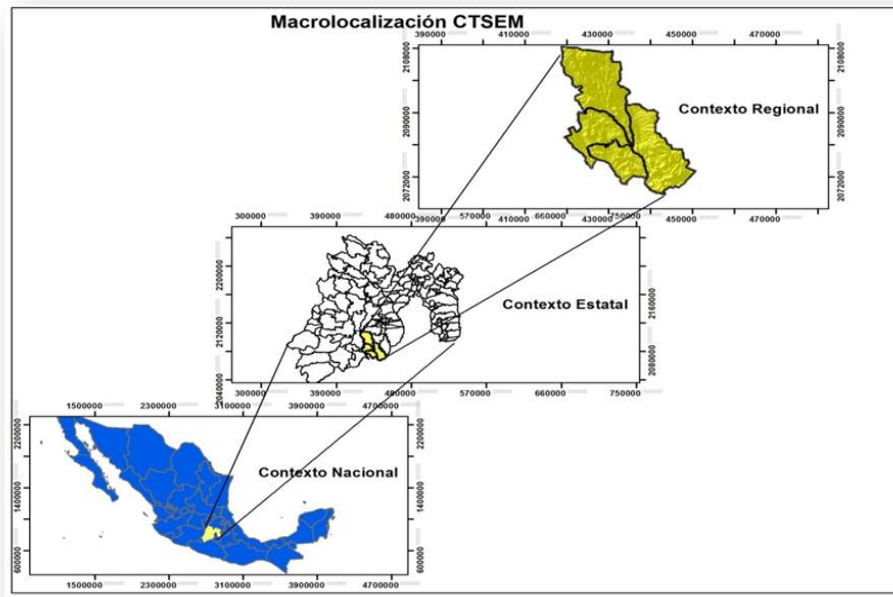 Macrolocalización CTSEM
390000 410000 430000 450000 470000
2108000 2108000
Contexto Regional
2090000 2090000
2072000 2072000
390000 410000 430000 450000 470000
300000 390000 480000 570000 660000 750000
2200000
2160000
Contexto Estatal
2120000
2080000
2040000
300000 390000 480000 570000 660000 750000
1500000 2300000 3100000 3900000 4700000
2200000 2200000
Contexto Nacional
1400000 1400000
600000 600000
1500000 2300000 3100000 3900000 4700000